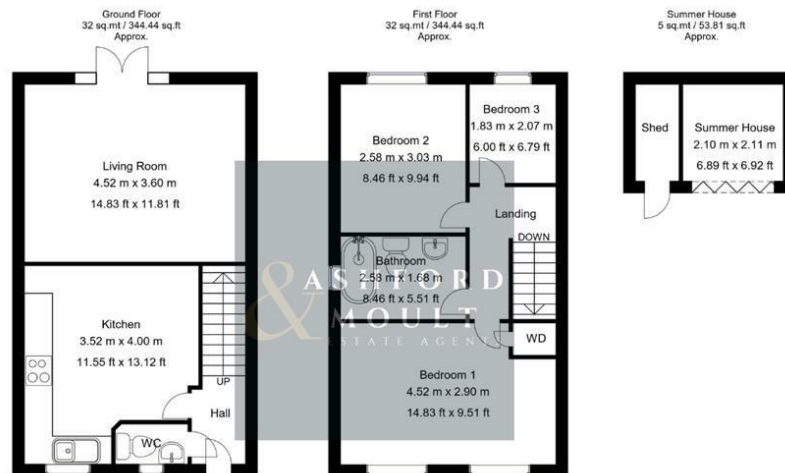 Ground Floor
32 sq.mt / 344.44 sq.ft
Approx.
First Floor
32 sq.mt / 344.44 sq.ft
Approx.
Summer House
5 sq.mt / 53.81 sq.ft
Approx.
Living Room
4.52 m x 3.60 m
14.83 ft x 11.81 ft
Kitchen
3.52 m x 4.00 m
11.55 ft x 13.12 ft
UP
Hall
WC
Bedroom 2
2.58 m x 3.03 m
8.46 ft x 9.94 ft
Bedroom 3
1.83 m x 2.07 m
6.00 ft x 6.79 ft
Landing
DOWN
Bathroom
2.58 m x 1.68 m
8.46 ft x 5.51 ft
WD
Bedroom 1
4.52 m x 2.90 m
14.83 ft x 9.51 ft
Shed
Summer House
2.10 m x 2.11 m
6.89 ft x 6.92 ft
&
ASHFORD
MOULT
ESTATE AGENT